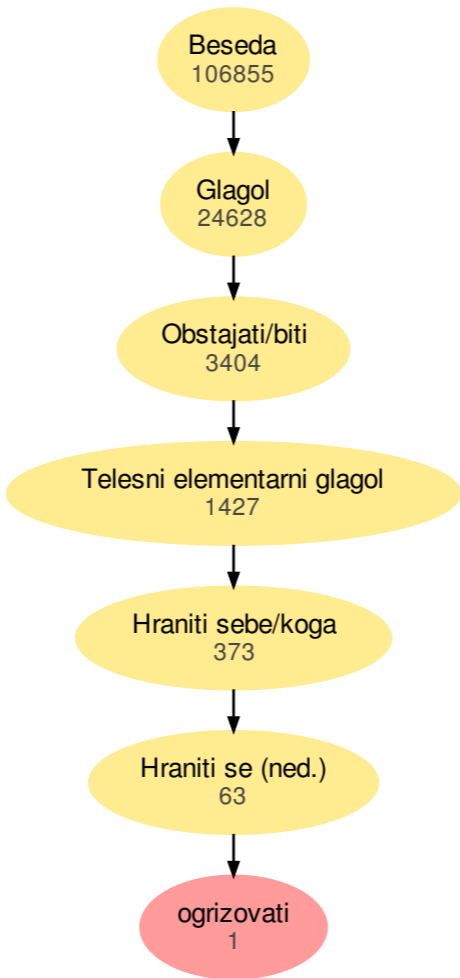 Beseda
106855
Glagol
24628
Obstajati/biti
3404
Telesni elementarni glagol
1427
Hraniti sebe/koga
373
Hraniti se (ned.)
63
ogrizovati
1